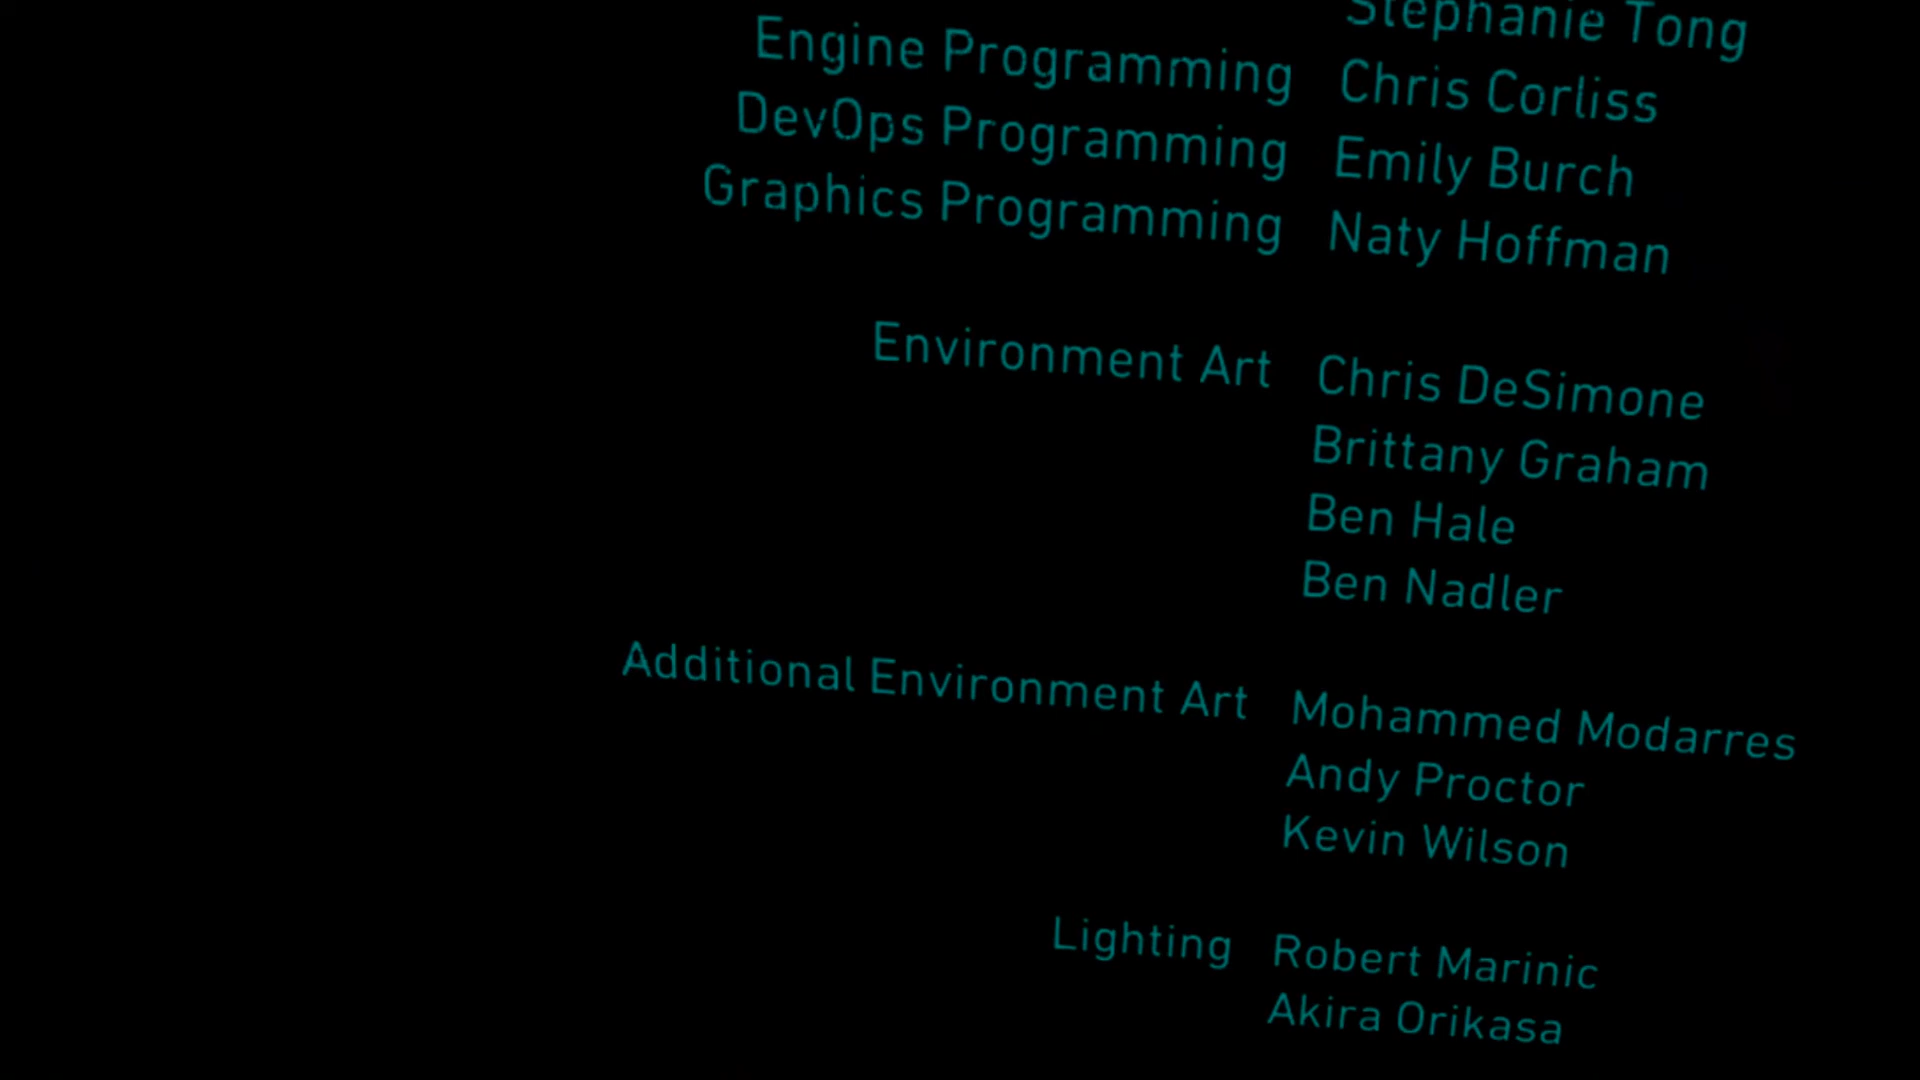 Stephanie Tong
Engine Programming Chris Corliss
DevOps Programming Emily Burch
Graphics Programming Naty Hoffman
Environment Art Chris DeSimone
Brittany Graham
Ben Hale
Ben Nadler
Additional Environment Art Mohammed Modarres
Andy Proctor
Kevin Wilson
Lighting Robert Marinic
Akira Orikasa